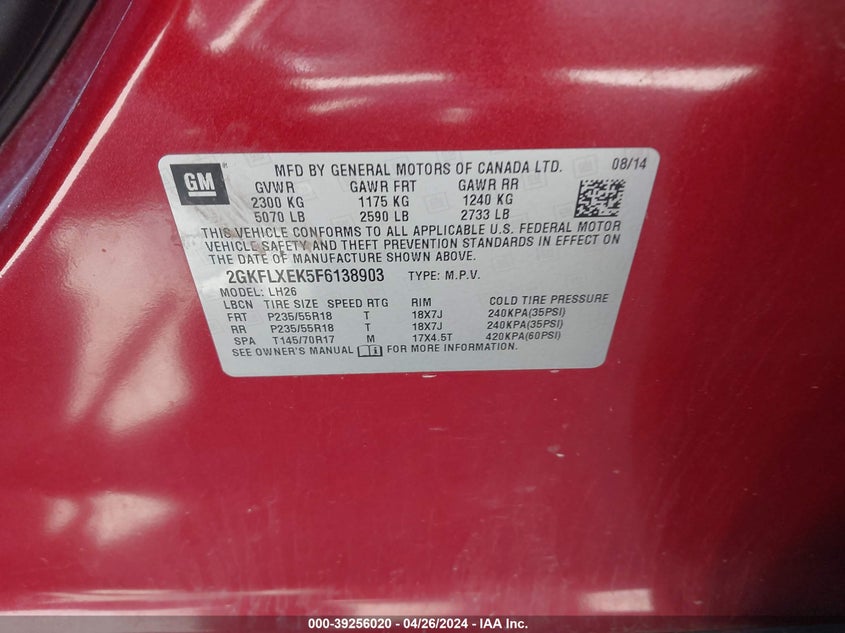 GM
MFD BY GENERAL MOTORS OF CANADA LTD. 08/14
GVWR GAWR FRT GAWR RR
2300 KG 1175 KG 1240 KG
5070 LB 2590 LB 2733 LB
THIS VEHICLE CONFORMS TO ALL APPLICABLE U.S. FEDERAL MOTOR
VEHICLE SAFETY AND THEFT PREVENTION STANDARDS IN EFFECT ON
THE DATE OF MANUFACTURE SHOWN ABOVE.
2GKFLXEK5F6138903 TYPE: M.P.V.
MODEL: LH26
LBCN TIRE SIZE SPEED RTG RIM COLD TIRE PRESSURE
FRT P235/55R18 T 18X7J 240KPA(35PSI)
RR P235/55R18 T 18X7J 240KPA(35PSI)
SPA T145/70R17 M 17X4.5T 420KPA(60PSI)
SEE OWNER'S MANUAL FOR MORE INFORMATION.
000-39256020 - 04/26/2024 - IAA Inc.